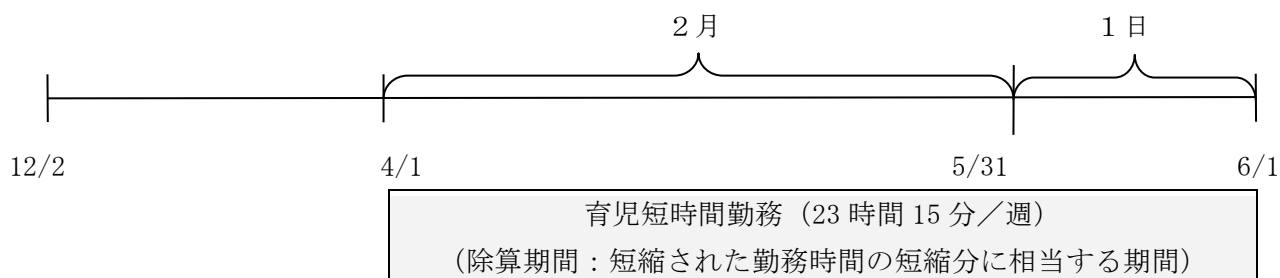 ２月 １日
12/2 4/1 5/31 6/1
育児短時間勤務（23 時間 15 分／週）
（除算期間：短縮された勤務時間の短縮分に相当する期間）